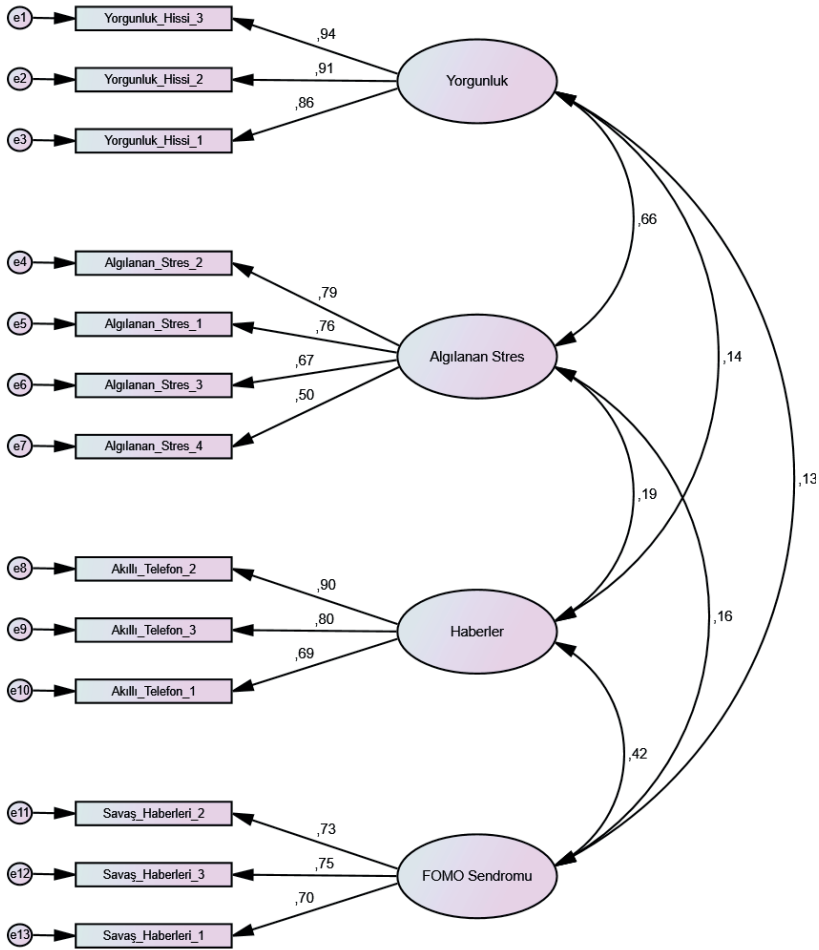 e1
Yorgunluk_Hissi_3
,94
e2
Yorgunluk_Hissi_2
,91
Yorgunluk
e3
Yorgunluk_Hissi_1
,86
,66
e4
Algılanan_Stres_2
,79
e5
Algılanan_Stres_1
,76
Algılanan Stres
,14
e6
Algılanan_Stres_3
,67
e7
Algılanan_Stres_4
,50
,13
,19
e8
Akıllı_Telefon_2
,90
e9
Akıllı_Telefon_3
,80
Haberler
,16
e10
Akıllı_Telefon_1
,69
,42
e11
Savaş_Haberleri_2
,73
e12
Savaş_Haberleri_3
,75
FOMO Sendromu
e13
Savaş_Haberleri_1
,70